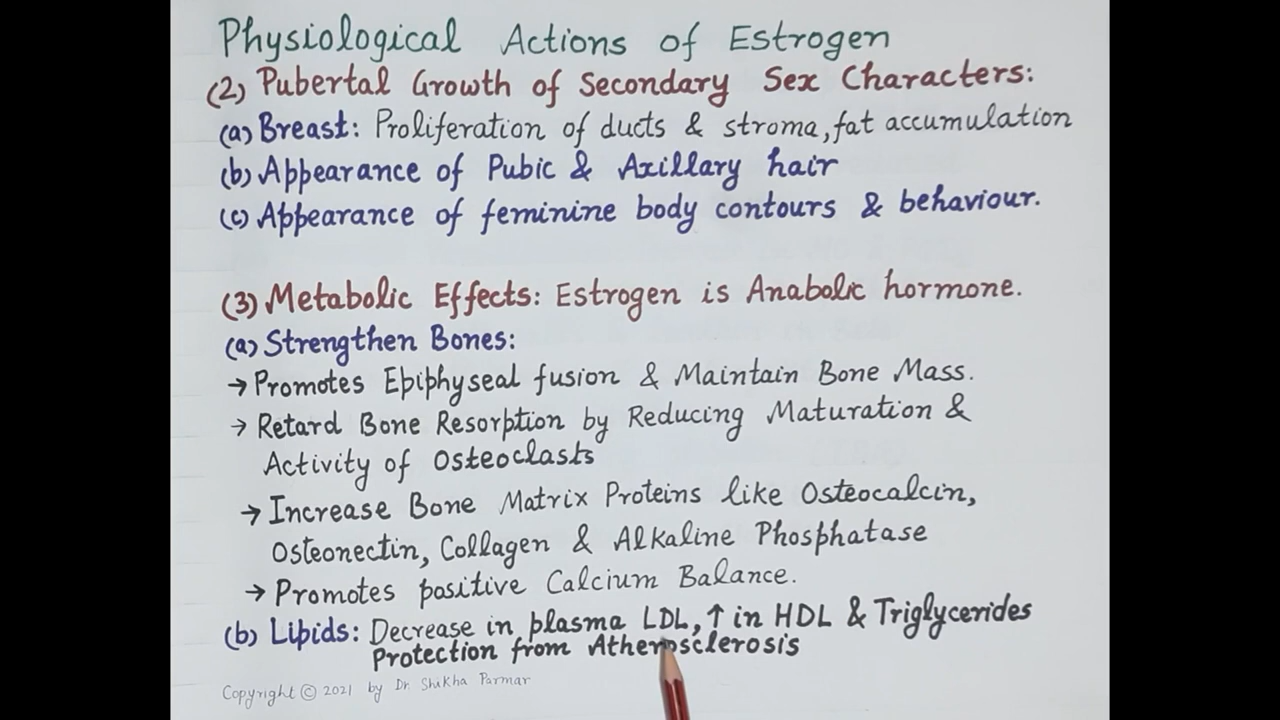 Physiological Actions of Estrogen
(2) Pubertal Growth of Secondary Sex Characters:
(a) Breast: Proliferation of ducts & stroma, fat accumulation
(b) Appearance of Pubic & Axillary hair
(c) Appearance of feminine body contours & behaviour.
(3) Metabolic Effects: Estrogen is Anabolic hormone.
(a) Strengthen Bones:
→ Promotes Epiphyseal fusion & Maintain Bone Mass.
→ Retard Bone Resorption by Reducing Maturation &
Activity of Osteoclasts
→ Increase Bone Matrix Proteins like Osteocalcin,
Osteonectin, Collagen & Alkaline Phosphatase
→ Promotes positive Calcium Balance.
(b) Lipids: Decrease in plasma LDL, ↑ in HDL & Triglycerides
Protection from Atherosclerosis
Copyright © 2021 by Dr. Shikha Parmar